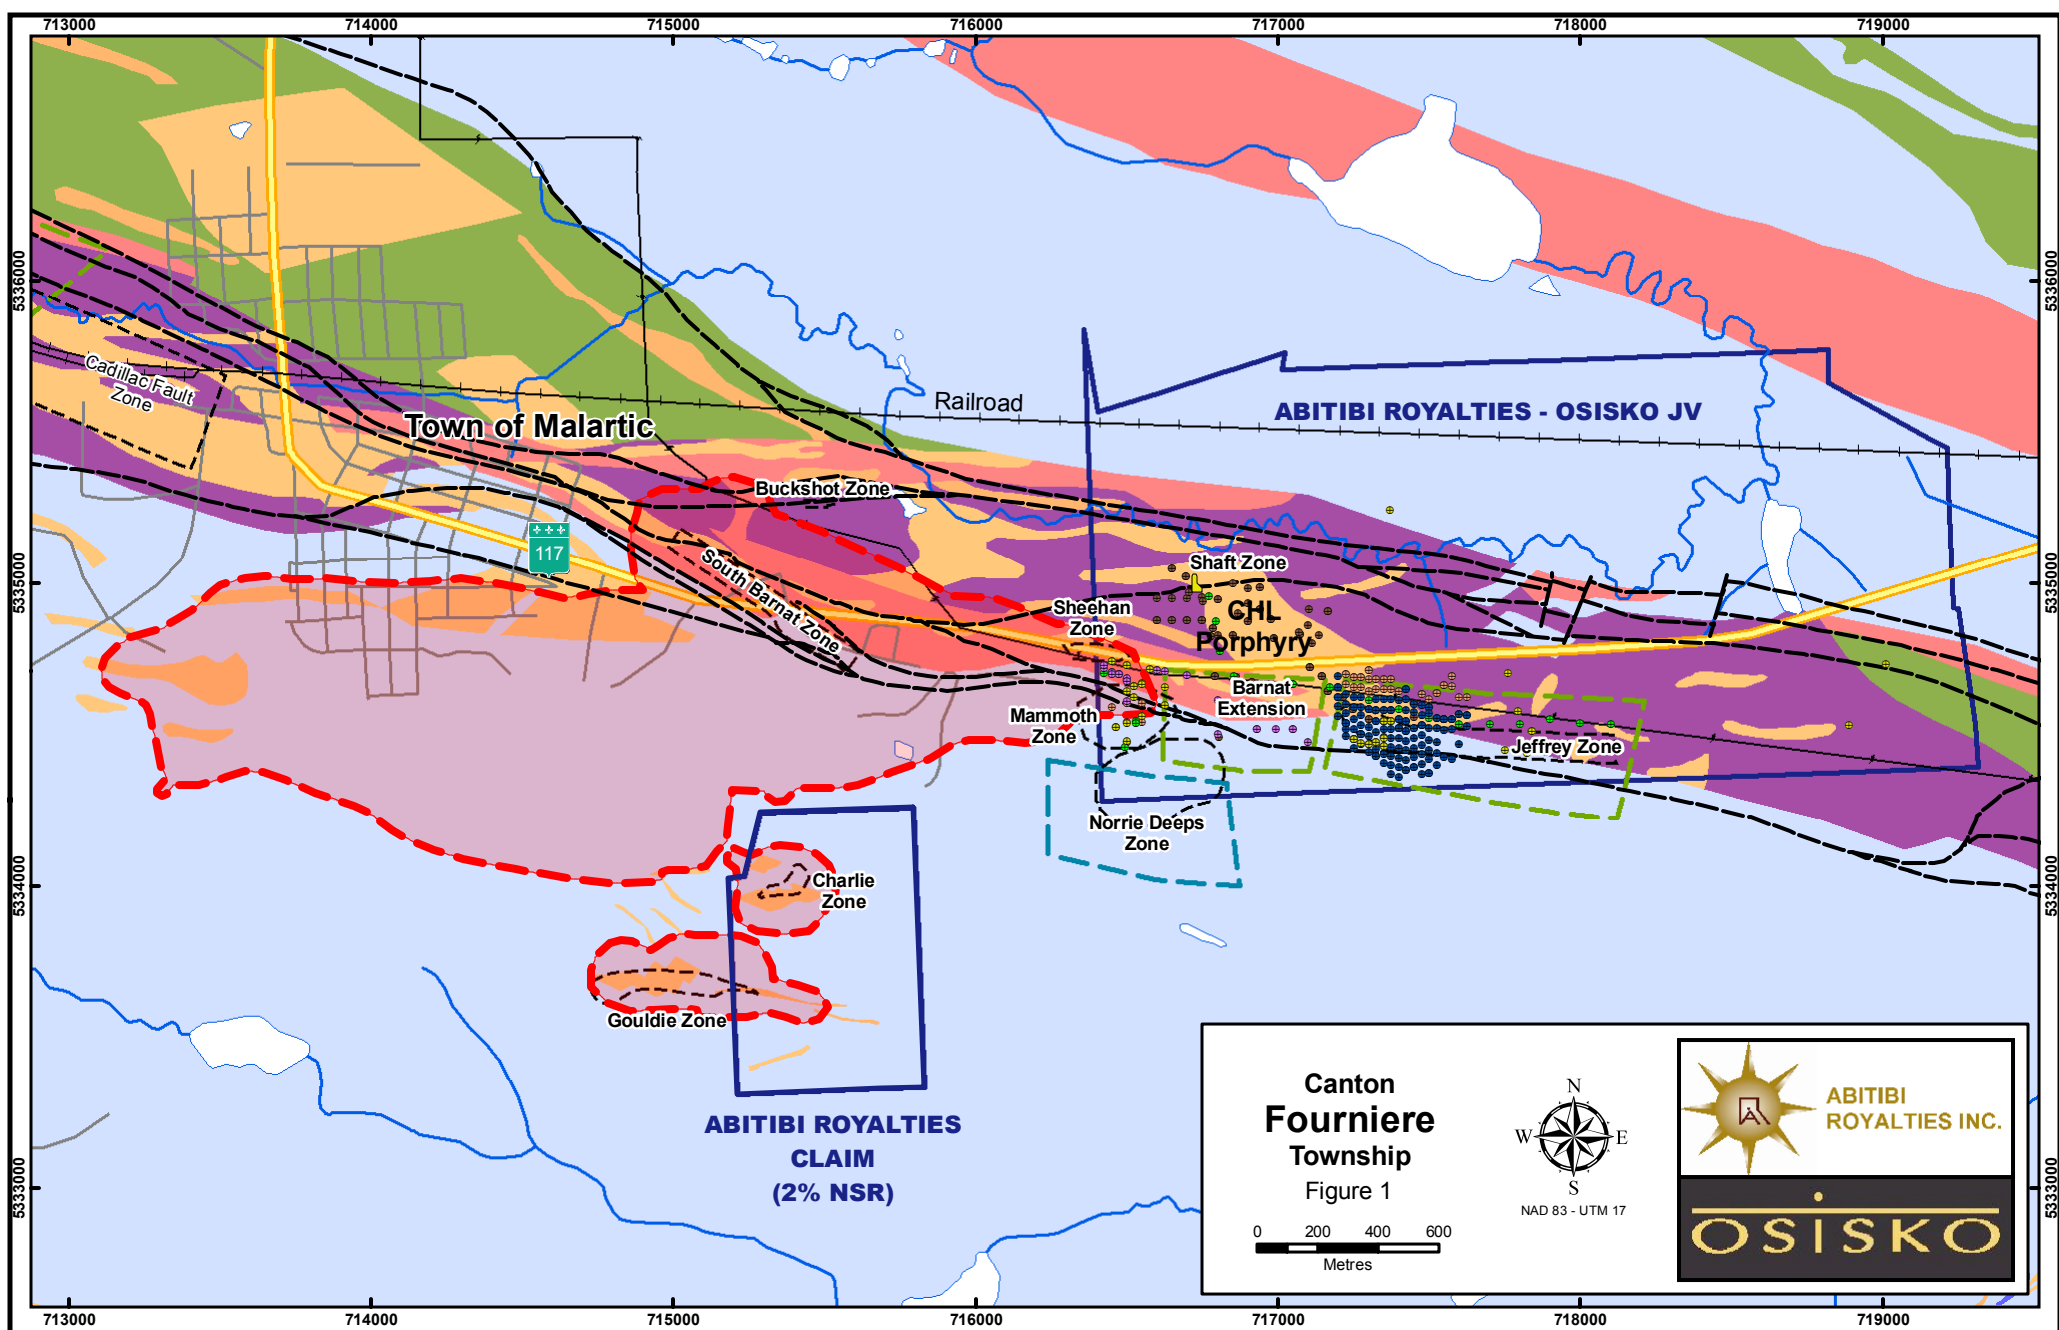 713000
714000
715000
716000
717000
718000
719000
5336000
5336000
Cadillac Fault
Zone
Railroad
ABITIBI ROYALTIES - OSISKO JV
Town of Malartic
Buckshot Zone
117
South Barnat Zone
Shaft Zone
5335000
5335000
Sheehan
Zone
CHL
Porphyry
Barnat
Extension
Mammoth
Zone
Jeffrey Zone
Norrie Deeps
Zone
5334000
5334000
Charlie
Zone
Gouldie Zone
ABITIBI ROYALTIES
CLAIM
(2% NSR)
5333000
5333000
Canton
Fourniere
Township
Figure 1
0 200 400 600
Metres
N
W E
S
NAD 83 - UTM 17
ABITIBI
ROYALTIES INC.
OSISKO
713000
714000
715000
716000
717000
718000
719000